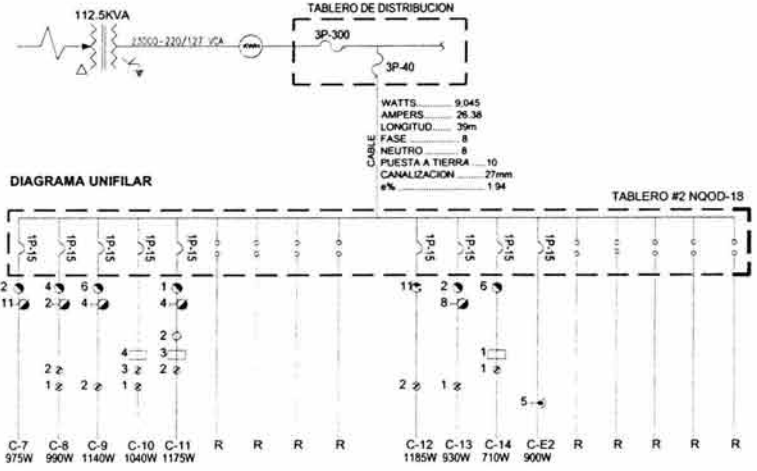 TABLERO DE DISTRIBUCION
112.5KVA
23000-220/127 VCA
3P-300
3P-40
WATTS............ 9,045
AMPERS.......... 26.38
LONGITUD....... 39m
FASE .............. 8
NEUTRO .......... 8
PUESTA A TIERRA .... 10
CANALIZACION ....... 27mm
e% ..................... 1.94
CABLE
DIAGRAMA UNIFILAR
TABLERO #2 NQOD-18
1P-15 1P-15 1P-15 1P-15 1P-15 1P-15 1P-15 1P-15 1P-15
2 4 6 1 11 2 6
11 2 4 4 8
2
4 3 1
2 3 2 1
1 2 1 2 1
5
C-7 C-8 C-9 C-10 C-11 R R R R C-12 C-13 C-14 C-E2 R R R R R
975W 990W 1140W 1040W 1175W 1185W 930W 710W 900W